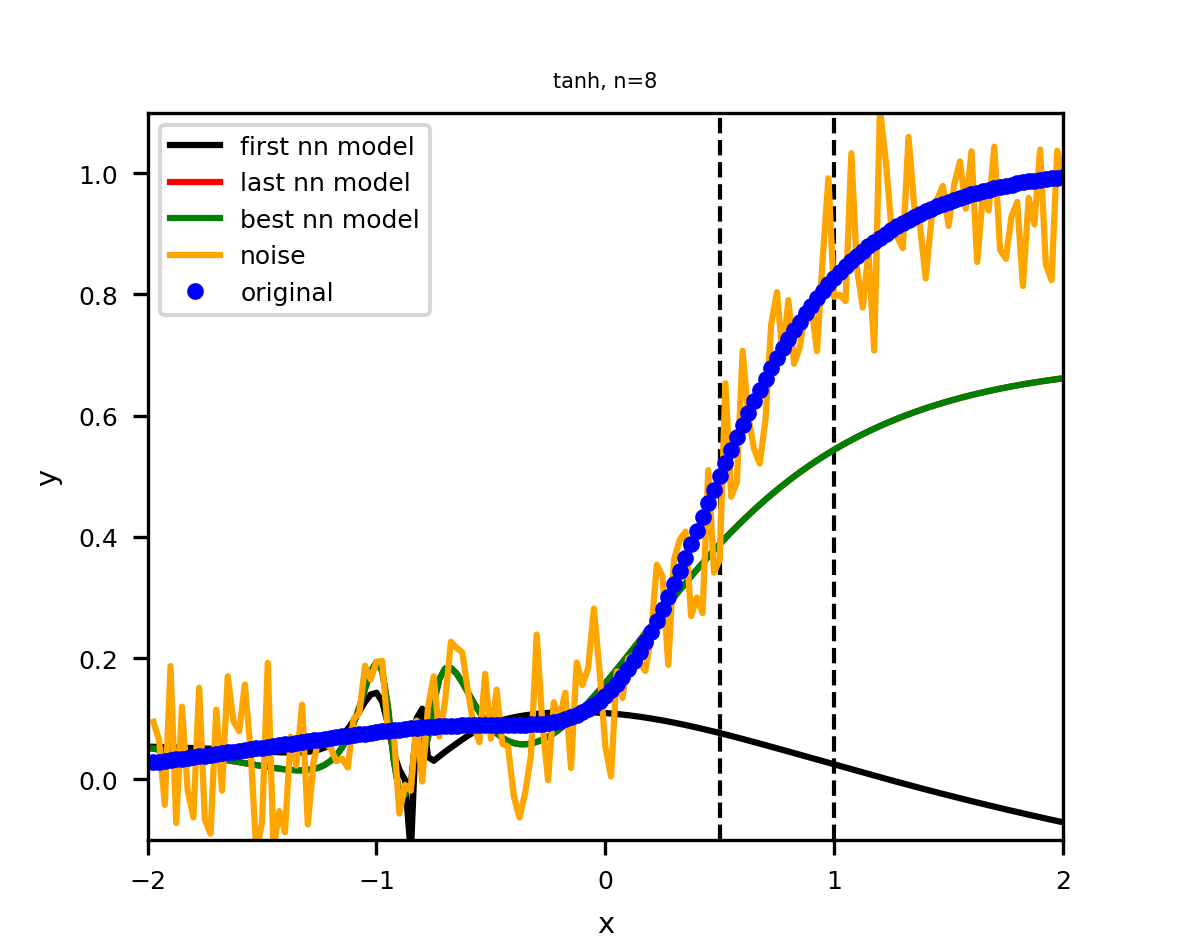 tanh, n=8
first nn model
last nn model
best nn model
noise
original
1.0
0.8
0.6
0.4
0.2
0.0
y
−2
−1
0
1
2
x